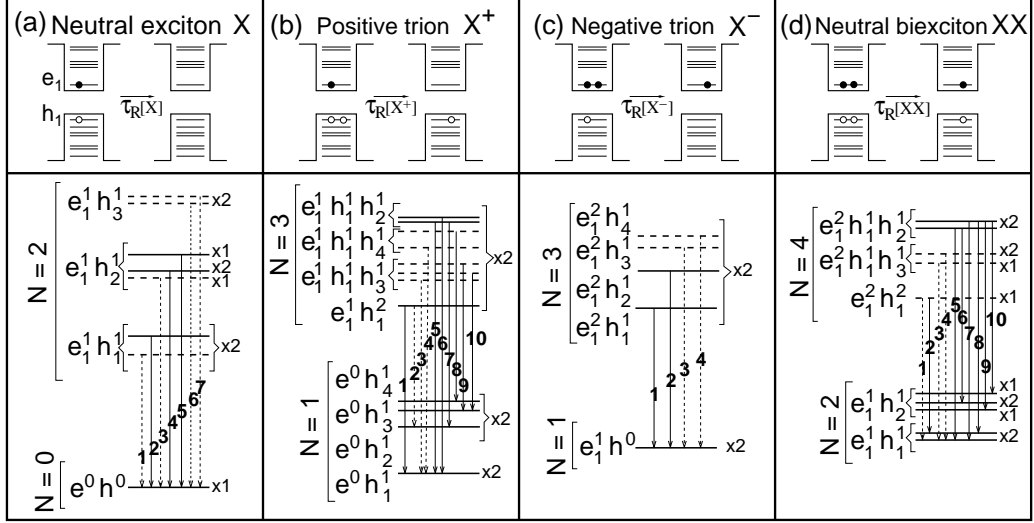 (a) Neutral exciton X
e₁
h₁
τ_R[X]
N = 2
e₁¹ h₃¹
x2
e₁¹ h₂¹
x1
x2
x1
e₁¹ h₁¹
x2
1 2 3 4 5 6 7
N = 0
e⁰ h⁰
x1
(b) Positive trion X⁺
τ_R[X⁺]
N = 3
e₁¹ h₁¹ h₂¹
e₁¹ h₁¹ h₄¹
e₁¹ h₁¹ h₃¹
e₁¹ h₁²
x2
1 2 3 4 5 6 7 8 9 10
N = 1
e⁰ h₄¹
e⁰ h₃¹
e⁰ h₂¹
e⁰ h₁¹
x2
x2
(c) Negative trion X⁻
τ_R[X⁻]
N = 3
e₁² h₄¹
e₁² h₃¹
e₁² h₂¹
e₁² h₁¹
x2
1 2 3 4
N = 1
e₁¹ h⁰
x2
(d) Neutral biexciton XX
τ_R[XX]
N = 4
e₁² h₁¹ h₂¹
x2
e₁² h₁¹ h₃¹
x2
x1
e₁² h₁²
x1
1 2 3 4 5 6 7 8 9 10
N = 2
e₁¹ h₂¹
x1
x2
x1
e₁¹ h₁¹
x2